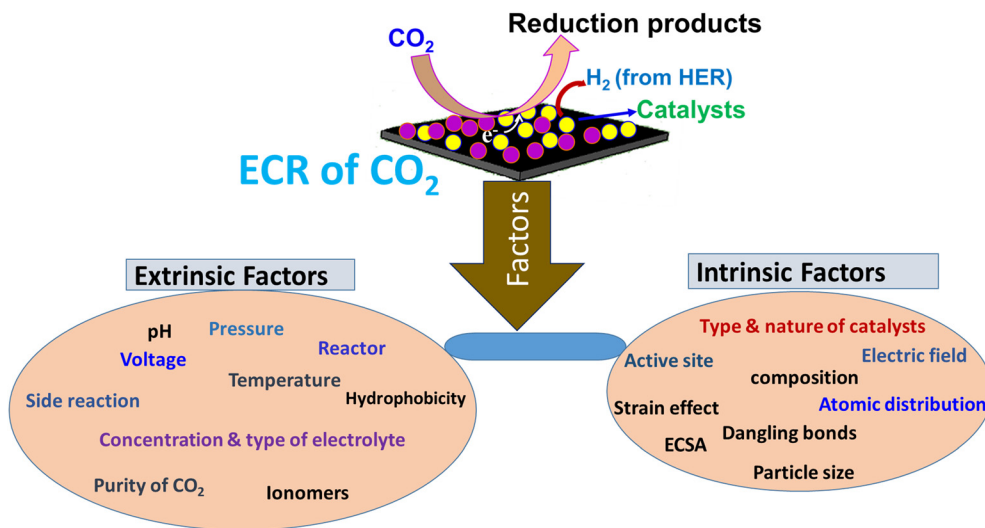 Reduction products
CO₂
H₂ (from HER)
Catalysts
e⁻
ECR of CO₂
Factors
Extrinsic Factors
pH
Pressure
Voltage
Reactor
Temperature
Side reaction
Hydrophobicity
Concentration & type of electrolyte
Purity of CO₂
Ionomers
Intrinsic Factors
Type & nature of catalysts
Active site
Electric field
composition
Strain effect
Atomic distribution
ECSA
Dangling bonds
Particle size